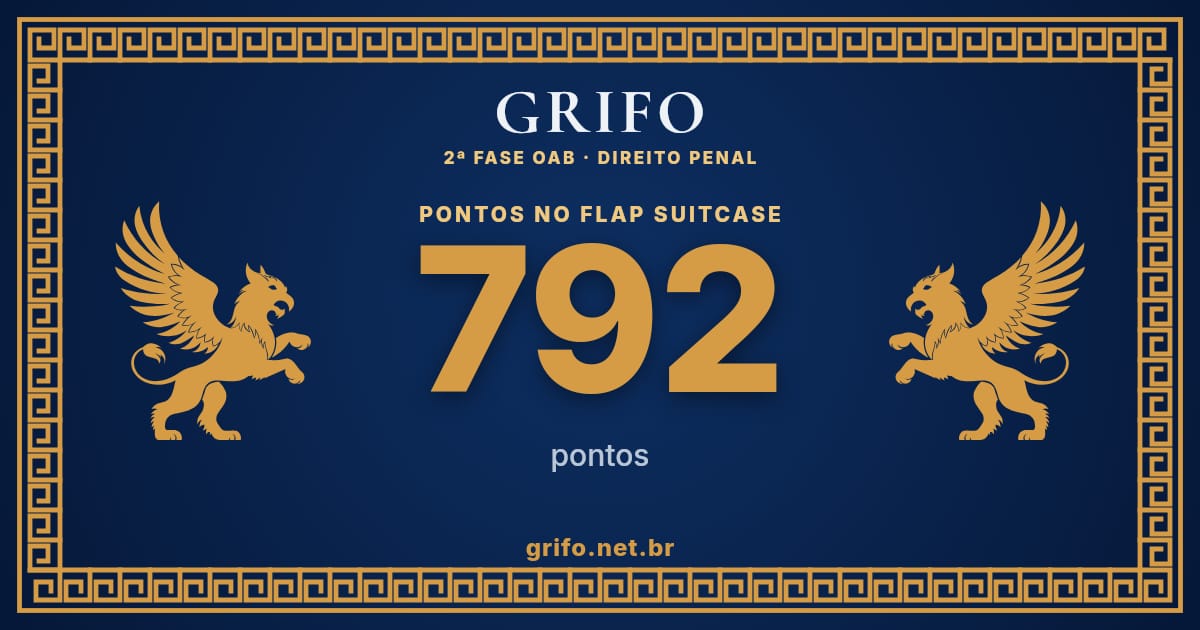 GRIFO
2ª FASE OAB · DIREITO PENAL
PONTOS NO FLAP SUITCASE
792
pontos
grifo.net.br